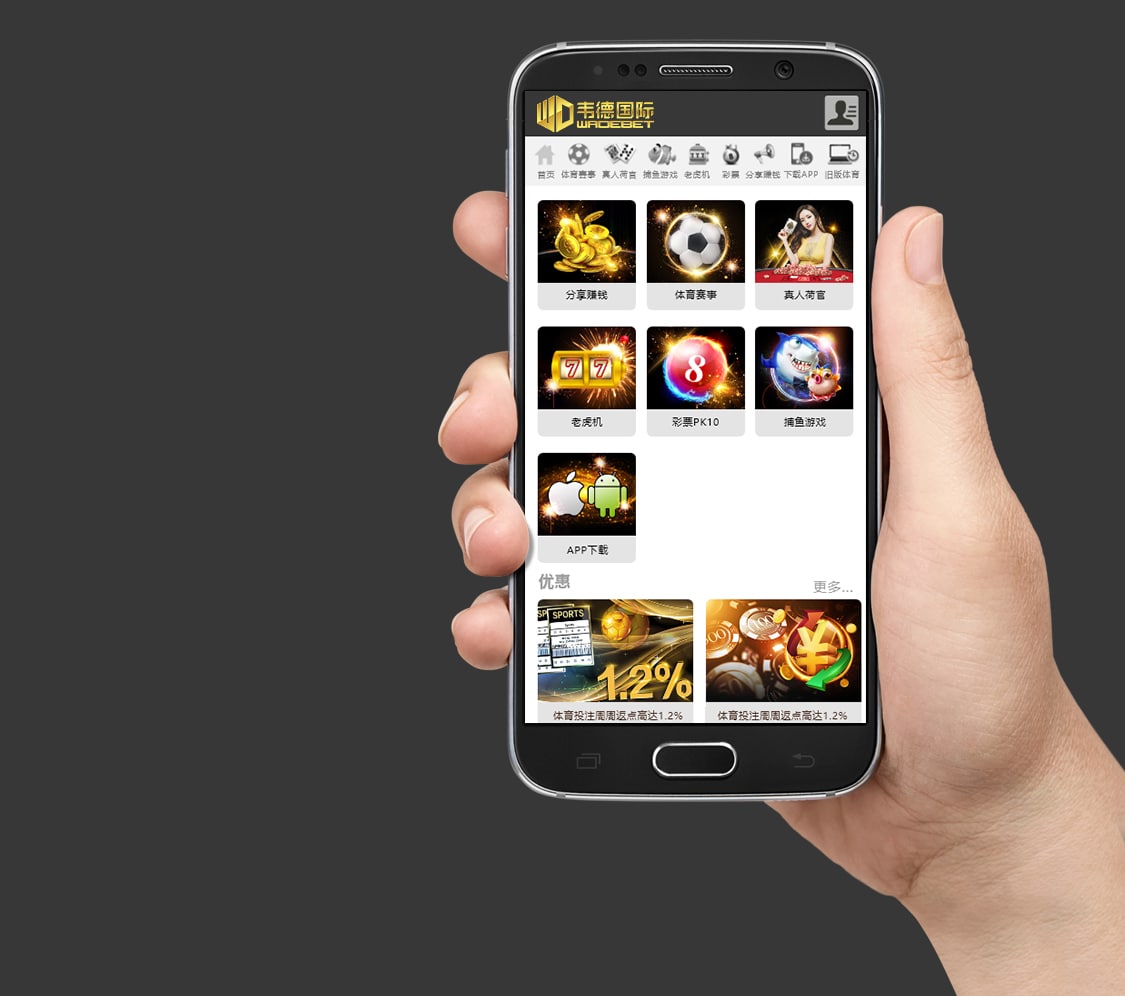 韦德国际
WADEBET
首页 体育赛事 真人荷官 捕鱼游戏 老虎机 彩票 分享赚钱 下载APP 旧版体育
分享赚钱 体育赛事 真人荷官
7 7
8
老虎机 彩票PK10 捕鱼游戏
APP下载
优惠 更多...
SPORTS
100
1.2%
¥
体育投注周周返点高达1.2% 体育投注周周返点高达1.2%